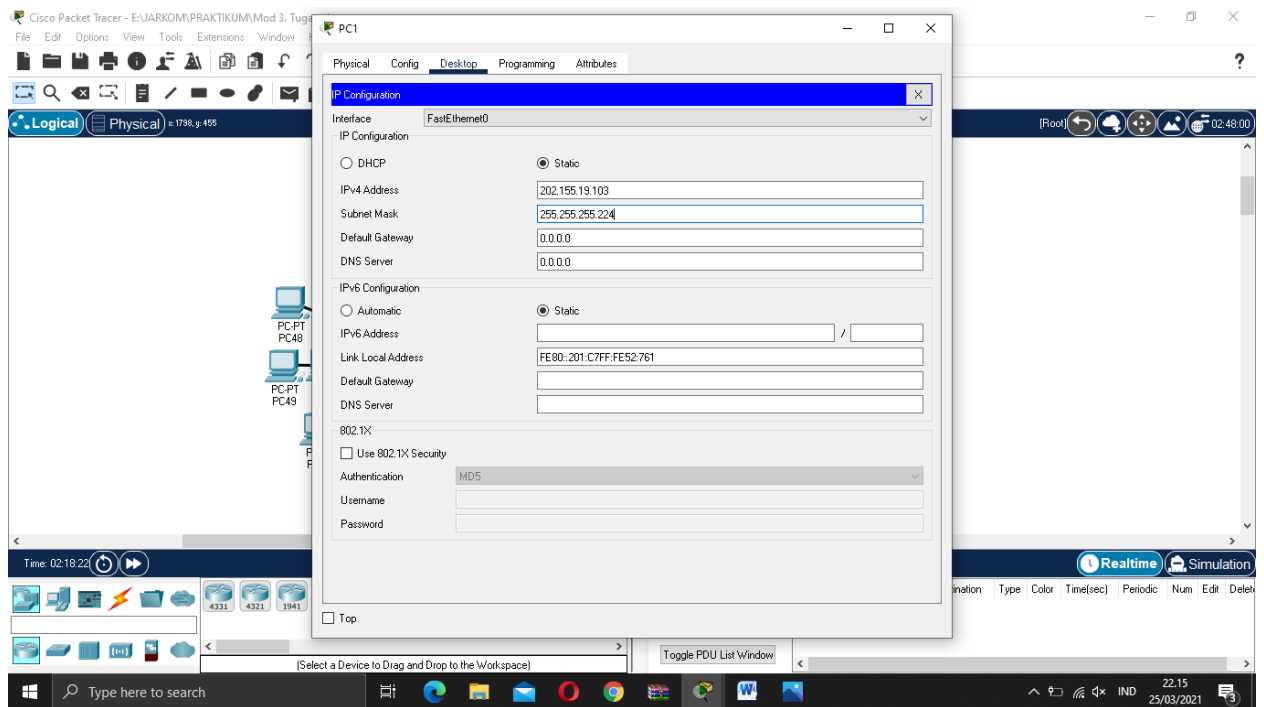 Cisco Packet Tracer - E:\JARKOM\PRAKTIKUM\Mod 3. Tuga
File Edit Options View Tools Extensions Window
?
Logical Physical x: 1798, y: 455
[Root] 02:48:00
PC1
Physical Config Desktop Programming Attributes
IP Configuration X
Interface FastEthernet0
IP Configuration
DHCP Static
IPv4 Address 202.155.19.103
Subnet Mask 255.255.255.224
Default Gateway 0.0.0.0
DNS Server 0.0.0.0
IPv6 Configuration
Automatic Static
IPv6 Address /
Link Local Address FE80::201:C7FF:FE52:761
Default Gateway
DNS Server
802.1X
Use 802.1X Security
Authentication MD5
Username
Password
Top
PC-PT
PC48
PC-PT
PC49
P
P
Time: 02:18:22
Realtime Simulation
4331 4321 1941
ination Type Color Time(sec) Periodic Num Edit Delet
(Select a Device to Drag and Drop to the Workspace)
Toggle PDU List Window
Type here to search
IND
22.15
25/03/2021
3